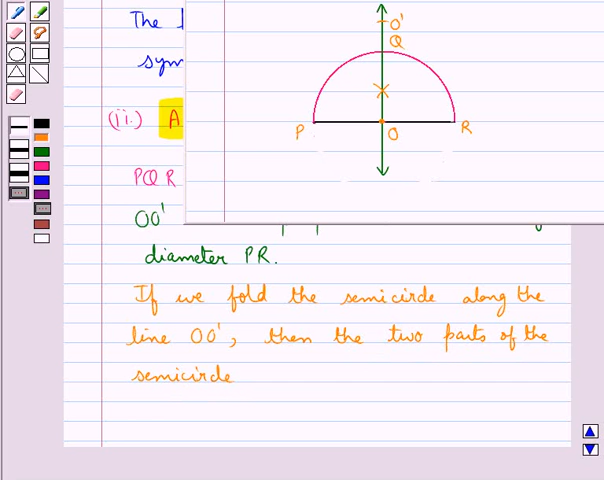 The
O'
Q
sym
(ii.) A
P
O
R
PQR
OO'
diameter PR.
If we fold the semicircle along the
line OO', then the two parts of the
semicircle